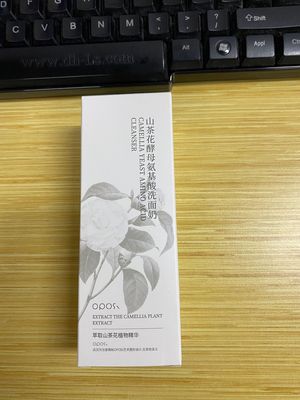 Shift
Alt
Appl
Ctrl
山茶花酵母氨基酸洗面奶
CAMELLIA YEAST AMINO ACID
CLEANSER
EXTRACT THE CAMELLIA PLANT
EXTRACT
萃取山茶花植物精华